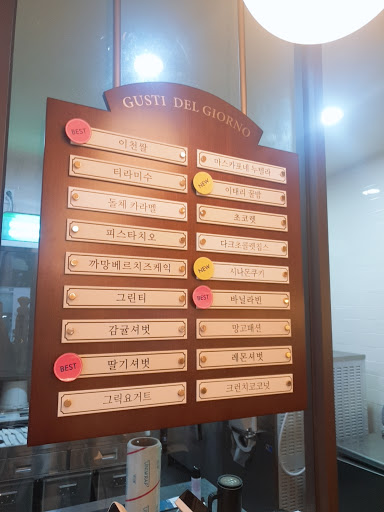 GUSTI DEL GIORNO
BEST
이천쌀
티라미수
돌체 카라멜
피스타치오
까망베르치즈케익
그린티
감귤셔벗
BEST
딸기셔벗
그릭요거트
마스카포네 누텔라
NEW
이태리 꿀밤
초코햇
다크초콜렛칩스
NEW
시나몬쿠키
BEST
바닐라빈
망고패션
레몬셔벗
크런치코코넛